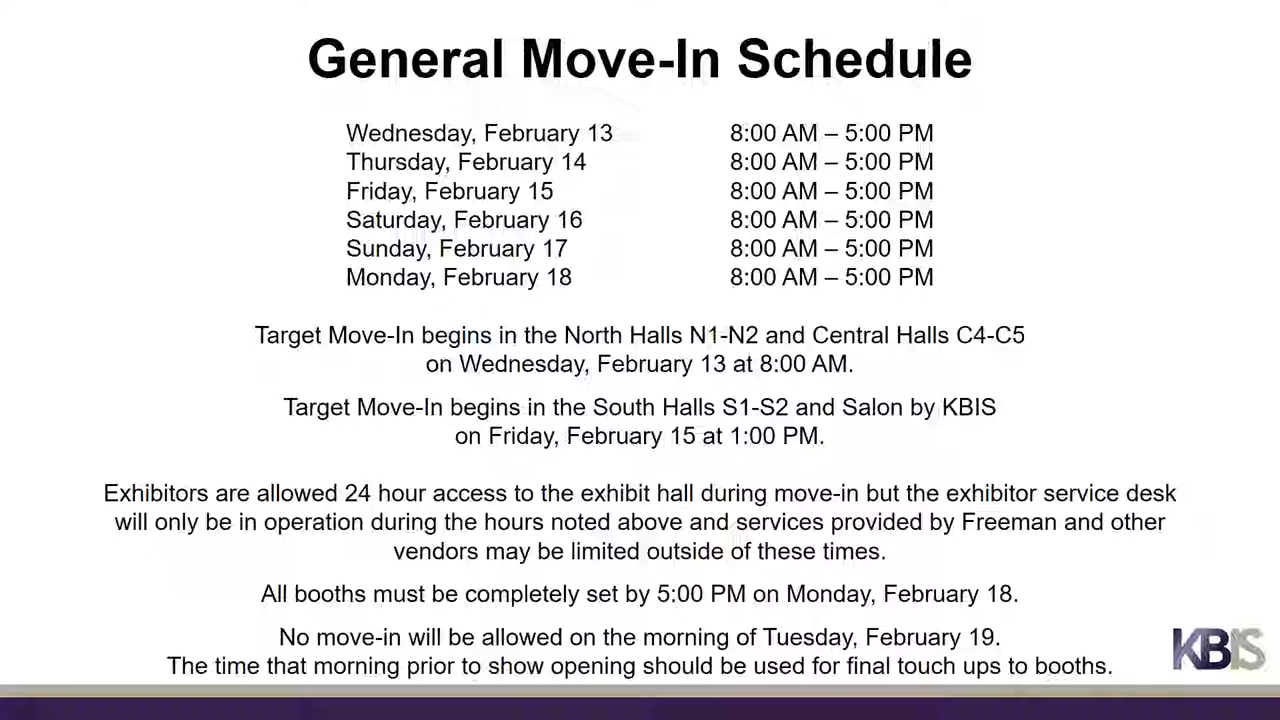 General Move-In Schedule
Wednesday, February 13 8:00 AM – 5:00 PM
Thursday, February 14 8:00 AM – 5:00 PM
Friday, February 15 8:00 AM – 5:00 PM
Saturday, February 16 8:00 AM – 5:00 PM
Sunday, February 17 8:00 AM – 5:00 PM
Monday, February 18 8:00 AM – 5:00 PM
Target Move-In begins in the North Halls N1-N2 and Central Halls C4-C5
on Wednesday, February 13 at 8:00 AM.
Target Move-In begins in the South Halls S1-S2 and Salon by KBIS
on Friday, February 15 at 1:00 PM.
Exhibitors are allowed 24 hour access to the exhibit hall during move-in but the exhibitor service desk
will only be in operation during the hours noted above and services provided by Freeman and other
vendors may be limited outside of these times.
All booths must be completely set by 5:00 PM on Monday, February 18.
No move-in will be allowed on the morning of Tuesday, February 19.
The time that morning prior to show opening should be used for final touch ups to booths.
KBIS